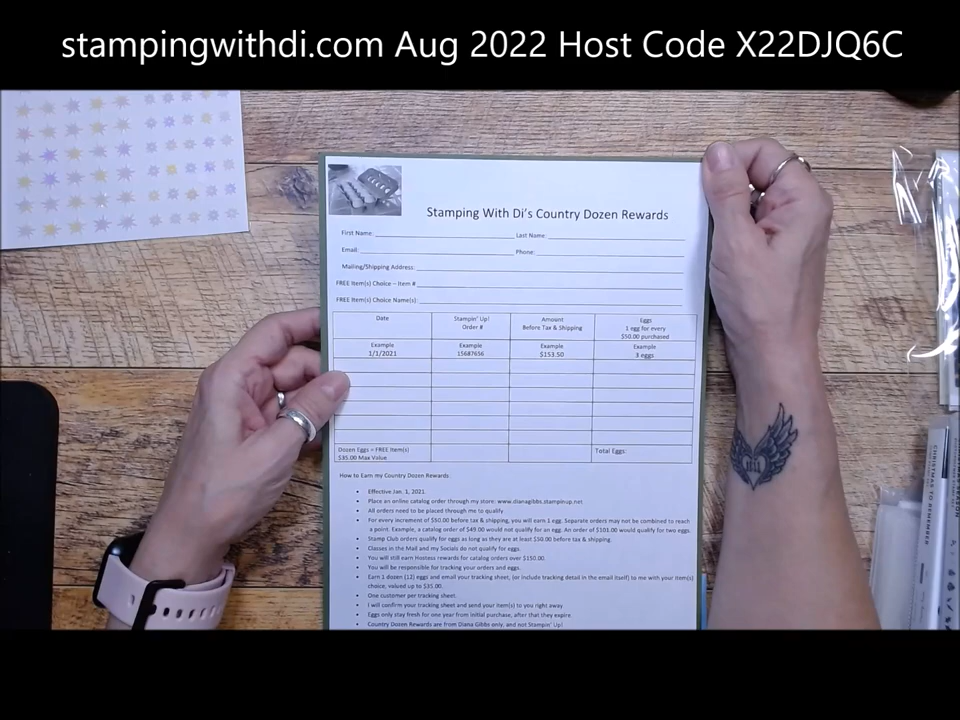 stampingwithdi.com Aug 2022 Host Code X22DJQ6C
Stamping With Di's Country Dozen Rewards
First Name: Last Name:
Email: Phone:
Mailing/Shipping Address:
FREE Item(s) Choice – Item #
FREE Item(s) Choice Name(s):
Date
Stampin' Up!
Order #
Amount
Before Tax & Shipping
Eggs
1 egg for every
$50.00 purchased
Example
1/1/2021
Example
15687656
Example
$153.50
Example
3 eggs
Dozen Eggs = FREE Item(s)
$35.00 Max Value
Total Eggs:
How to Earn my Country Dozen Rewards
• Effective Jan. 1, 2021.
• Place an online catalog order through my store: www.dianagibbs.stampinup.net
• All orders need to be placed through me to qualify.
• For every increment of $50.00 before tax & shipping, you will earn 1 egg. Separate orders may not be combined to reach
a point. Example, a catalog order of $49.00 would not qualify for an egg. An order of $101.00 would qualify for two eggs.
• Stamp Club orders qualify for eggs as long as they are at least $50.00 before tax & shipping.
• Classes in the Mail and my Socials do not qualify for eggs.
• You will still earn Hostess rewards for catalog orders over $150.00.
• You will be responsible for tracking your orders and eggs.
• Earn 1 dozen (12) eggs and email your tracking sheet, (or include tracking detail in the email itself) to me with your item(s)
choice, valued up to $35.00.
• One customer per tracking sheet.
• I will confirm your tracking sheet and send your item(s) to you right away
• Eggs only stay fresh for one year from initial purchase, after that they expire.
• Country Dozen Rewards are from Diana Gibbs only, and not Stampin' Up!
CHRISTMAS TO REMEMBER